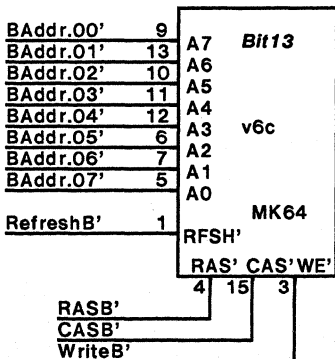 BAddr.00' 9 A7 Bit13
BAddr.01' 13 A6
BAddr.02' 10 A5
BAddr.03' 11 A4
BAddr.04' 12 A3 v6c
BAddr.05' 6 A2
BAddr.06' 7 A1
BAddr.07' 5 A0
MK64
RefreshB' 1 RFSH'
RAS' CAS' WE'
4 15 3
RASB'
CASB'
WriteB'